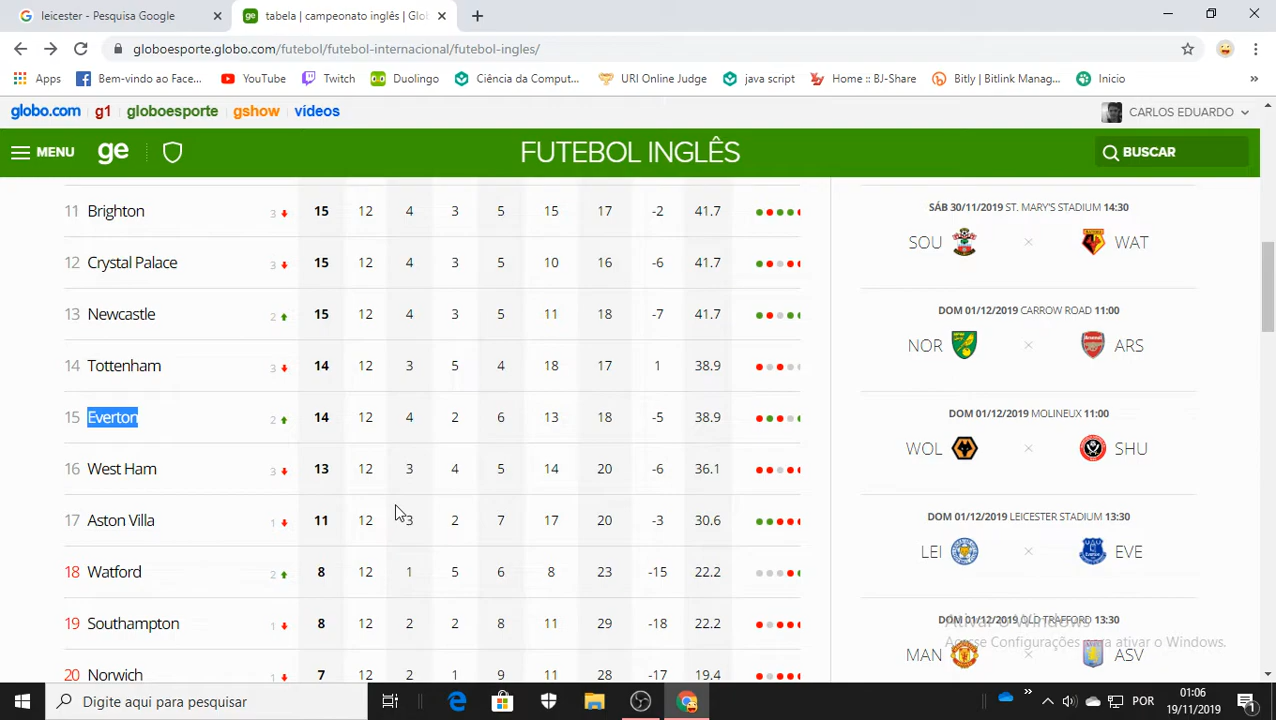 leicester - Pesquisa Google
tabela | campeonato inglês | Glo
globoesporte.globo.com/futebol/futebol-internacional/futebol-ingles/
Apps Bem-vindo ao Face... YouTube Twitch Duolingo Ciência da Comput... URI Online Judge java script Home :: BJ-Share Bitly | Bitlink Manag... Inicio »
globo.com g1 globoesporte gshow vídeos CARLOS EDUARDO
MENU ge FUTEBOL INGLÊS BUSCAR
11 Brighton 3 15 12 4 3 5 15 17 -2 41.7
12 Crystal Palace 3 15 12 4 3 5 10 16 -6 41.7
13 Newcastle 2 15 12 4 3 5 11 18 -7 41.7
14 Tottenham 3 14 12 3 5 4 18 17 1 38.9
15 Everton 2 14 12 4 2 6 13 18 -5 38.9
16 West Ham 3 13 12 3 4 5 14 20 -6 36.1
17 Aston Villa 1 11 12 3 2 7 17 20 -3 30.6
18 Watford 2 8 12 1 5 6 8 23 -15 22.2
19 Southampton 1 8 12 2 2 8 11 29 -18 22.2
20 Norwich 1 7 12 2 1 9 11 28 -17 19.4
SÁB 30/11/2019 ST. MARY'S STADIUM 14:30
SOU × WAT
DOM 01/12/2019 CARROW ROAD 11:00
NOR × ARS
DOM 01/12/2019 MOLINEUX 11:00
WOL × SHU
DOM 01/12/2019 LEICESTER STADIUM 13:30
LEI × EVE
DOM 01/12/2019 OLD TRAFFORD 13:30
MAN ASV
Ativar o Windows
Acesse Configurações para ativar o Windows.
Digite aqui para pesquisar
» POR 01:06
19/11/2019 1